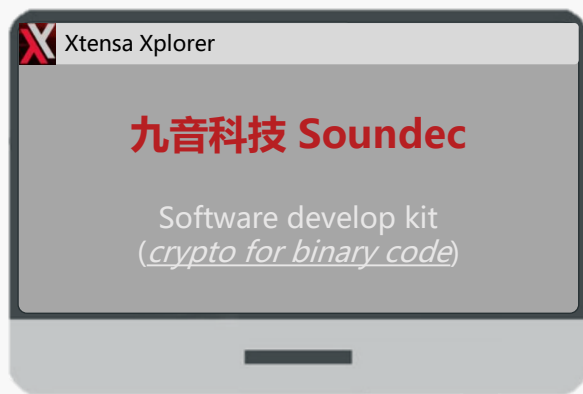 Xtensa Xplorer
九音科技 Soundec
Software develop kit
(crypto for binary code)